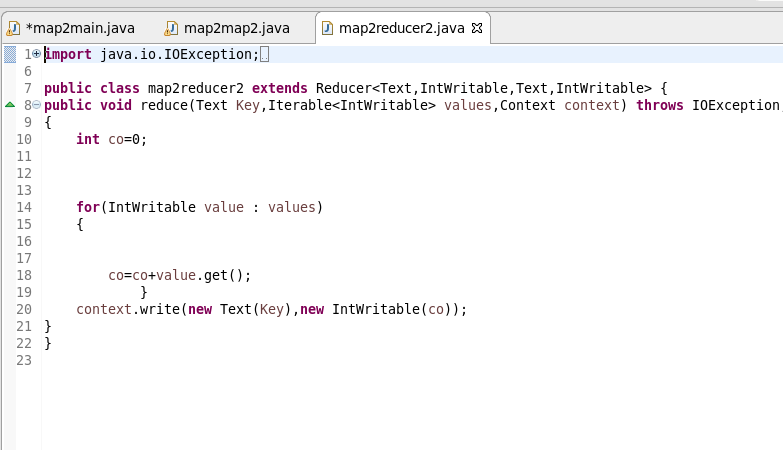 *map2main.java map2map2.java map2reducer2.java
1 import java.io.IOException;
6
7 public class map2reducer2 extends Reducer<Text,IntWritable,Text,IntWritable> {
8 public void reduce(Text Key,Iterable<IntWritable> values,Context context) throws IOException,
9 {
10 int co=0;
11
12
13
14 for(IntWritable value : values)
15 {
16
17
18 co=co+value.get();
19 }
20 context.write(new Text(Key),new IntWritable(co));
21 }
22 }
23